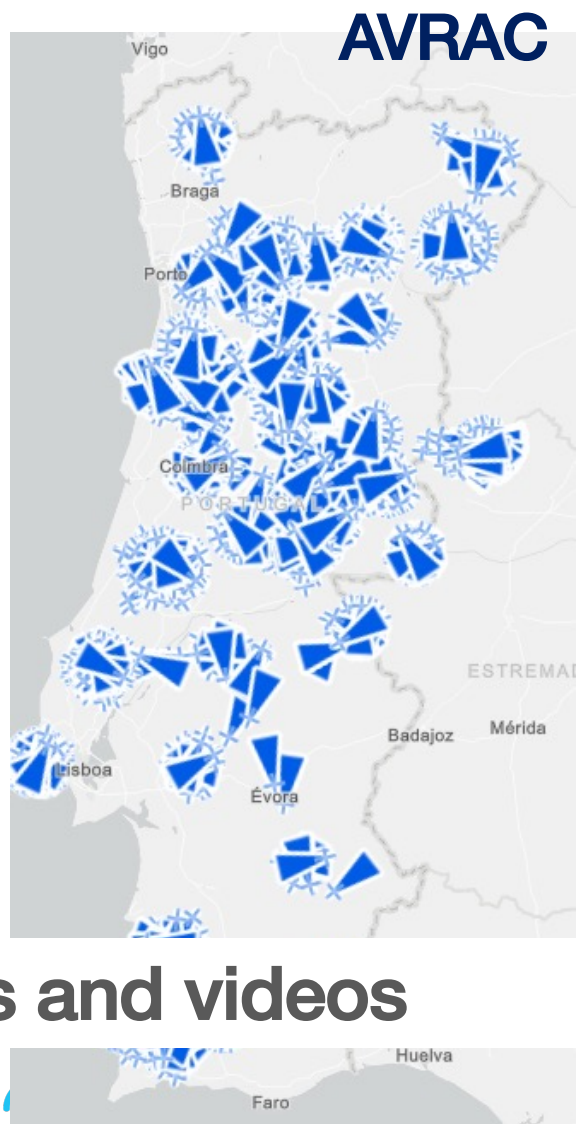 AVRAC
Vigo
Braga
Porto
Coimbra
PORTUGAL
ESTREMAD
Mérida
Badajoz
Lisboa
Évora
s and videos
Huelva
Faro